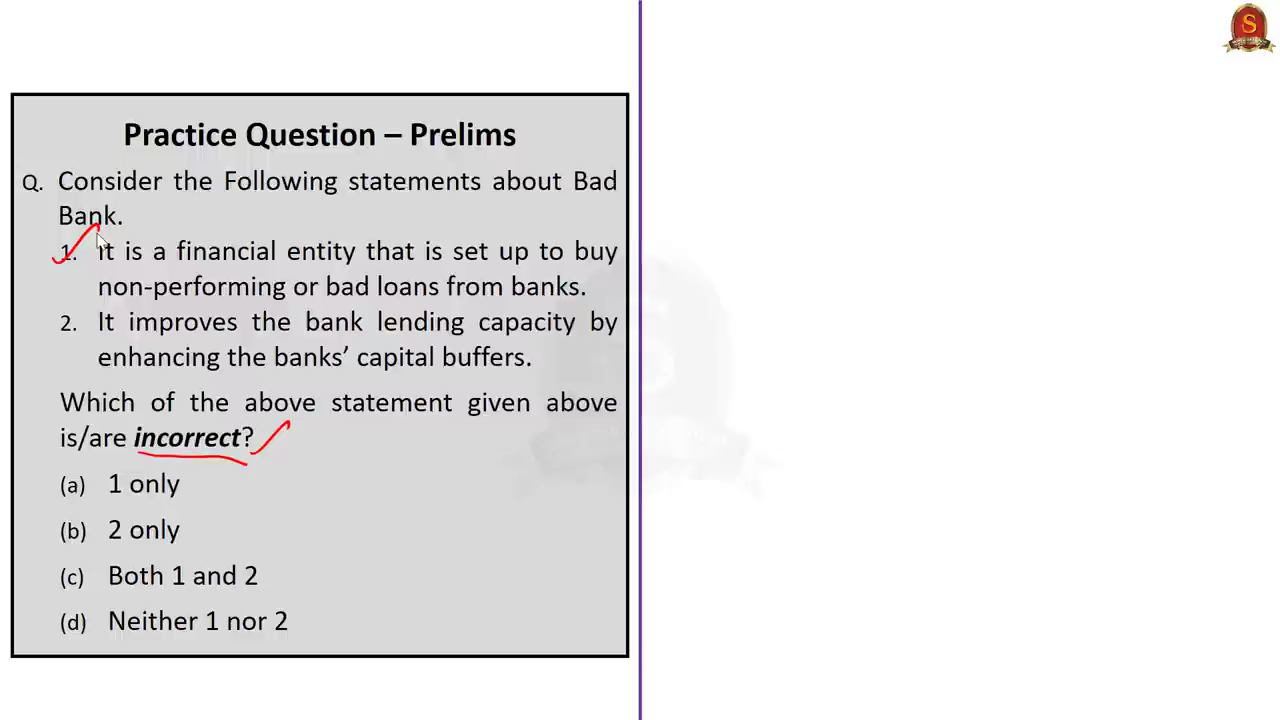 S
Practice Question – Prelims
Q. Consider the Following statements about Bad
Bank.
1. It is a financial entity that is set up to buy
non-performing or bad loans from banks.
2. It improves the bank lending capacity by
enhancing the banks’ capital buffers.
Which of the above statement given above
is/are incorrect?
(a) 1 only
(b) 2 only
(c) Both 1 and 2
(d) Neither 1 nor 2